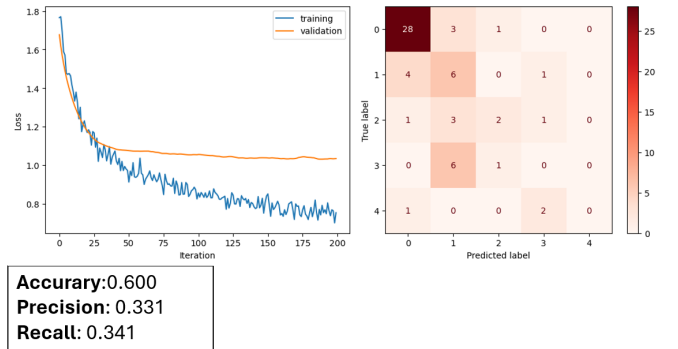 1.8
1.6
1.4
1.2
1.0
0.8
Loss
0 25 50 75 100 125 150 175 200
Iteration
training
validation
True label
0 28 3 1 0 0
1 4 6 0 1 0
2 1 3 2 1 0
3 0 6 1 0 0
4 1 0 0 2 0
0 1 2 3 4
Predicted label
25
20
15
10
5
0
Accurary:0.600
Precision: 0.331
Recall: 0.341